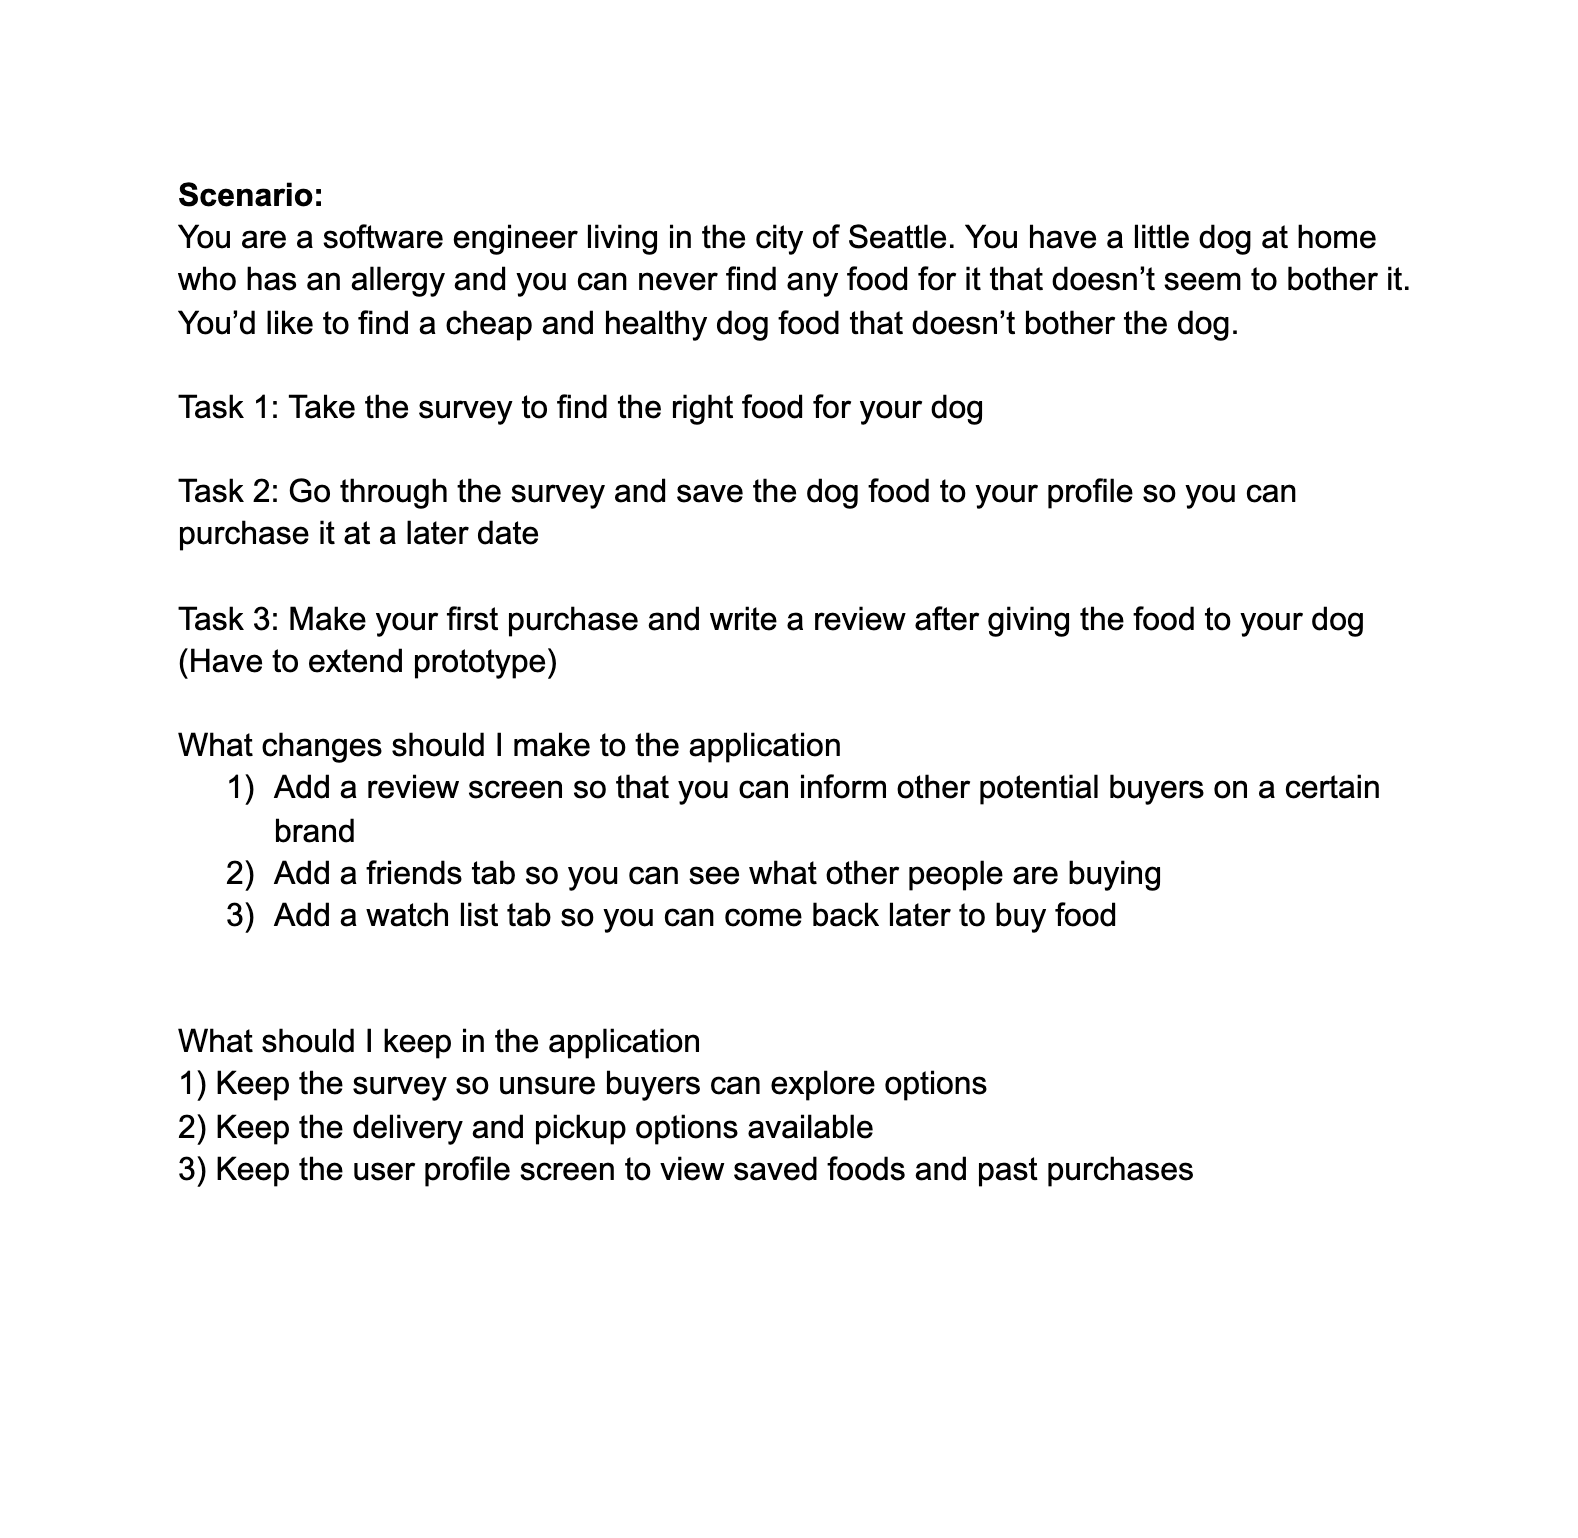 Scenario:
You are a software engineer living in the city of Seattle. You have a little dog at home
who has an allergy and you can never find any food for it that doesn’t seem to bother it.
You’d like to find a cheap and healthy dog food that doesn’t bother the dog.
Task 1: Take the survey to find the right food for your dog
Task 2: Go through the survey and save the dog food to your profile so you can
purchase it at a later date
Task 3: Make your first purchase and write a review after giving the food to your dog
(Have to extend prototype)
What changes should I make to the application
1) Add a review screen so that you can inform other potential buyers on a certain
brand
2) Add a friends tab so you can see what other people are buying
3) Add a watch list tab so you can come back later to buy food
What should I keep in the application
1) Keep the survey so unsure buyers can explore options
2) Keep the delivery and pickup options available
3) Keep the user profile screen to view saved foods and past purchases